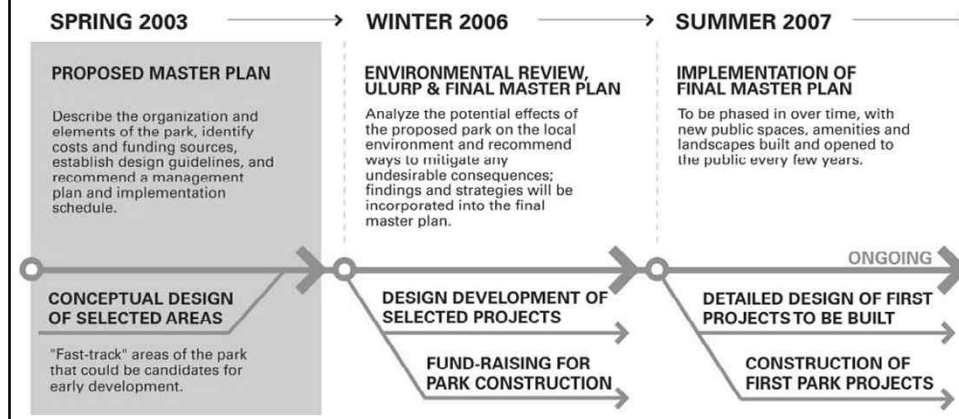 SPRING 2003
WINTER 2006
SUMMER 2007
PROPOSED MASTER PLAN
Describe the organization and
elements of the park, identify
costs and funding sources,
establish design guidelines, and
recommend a management
plan and implementation
schedule.
ENVIRONMENTAL REVIEW,
ULURP & FINAL MASTER PLAN
Analyze the potential effects of
the proposed park on the local
environment and recommend
ways to mitigate any
undesirable consequences;
findings and strategies will be
incorporated into the final
master plan.
IMPLEMENTATION OF
FINAL MASTER PLAN
To be phased in over time, with
new public spaces, amenities and
landscapes built and opened to
the public every few years.
ONGOING
CONCEPTUAL DESIGN
OF SELECTED AREAS
"Fast-track" areas of the park
that could be candidates for
early development.
DESIGN DEVELOPMENT OF
SELECTED PROJECTS
FUND-RAISING FOR
PARK CONSTRUCTION
DETAILED DESIGN OF FIRST
PROJECTS TO BE BUILT
CONSTRUCTION OF
FIRST PARK PROJECTS